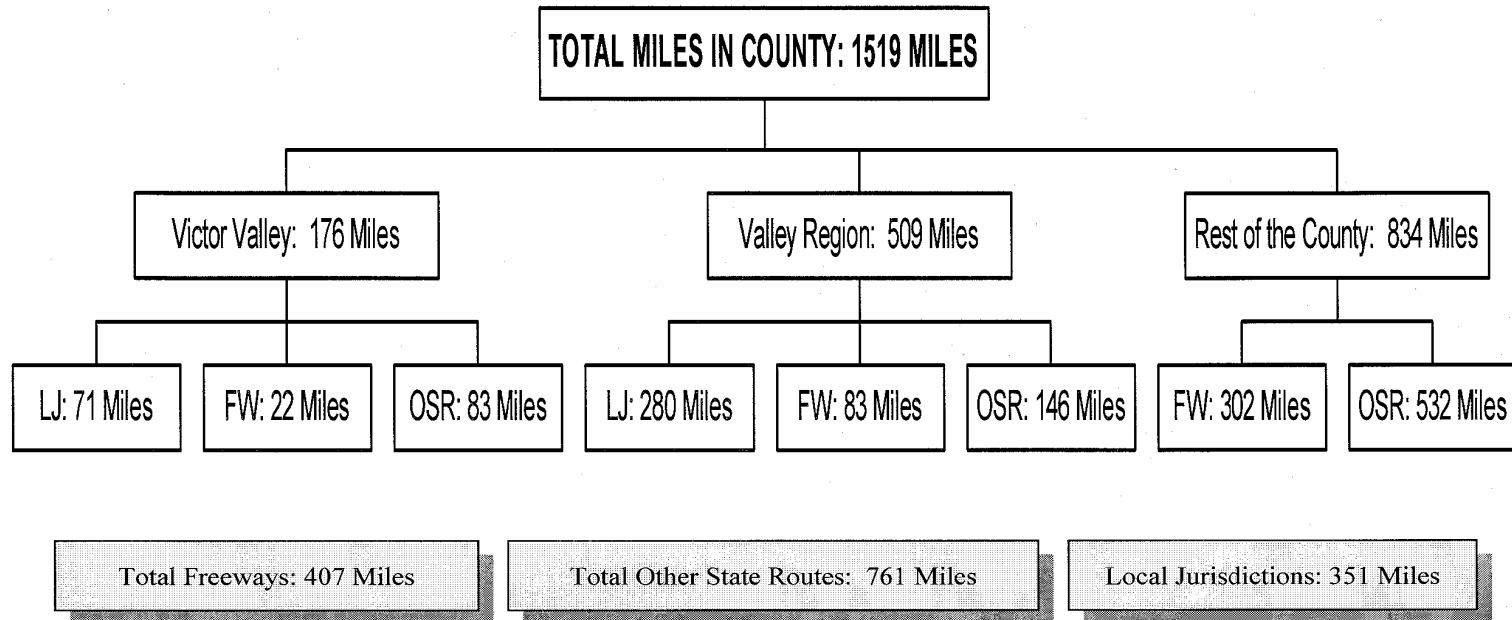 TOTAL MILES IN COUNTY: 1519 MILES
Victor Valley: 176 Miles
Valley Region: 509 Miles
Rest of the County: 834 Miles
LJ: 71 Miles
FW: 22 Miles
OSR: 83 Miles
LJ: 280 Miles
FW: 83 Miles
OSR: 146 Miles
FW: 302 Miles
OSR: 532 Miles
Total Freeways: 407 Miles
Total Other State Routes: 761 Miles
Local Jurisdictions: 351 Miles